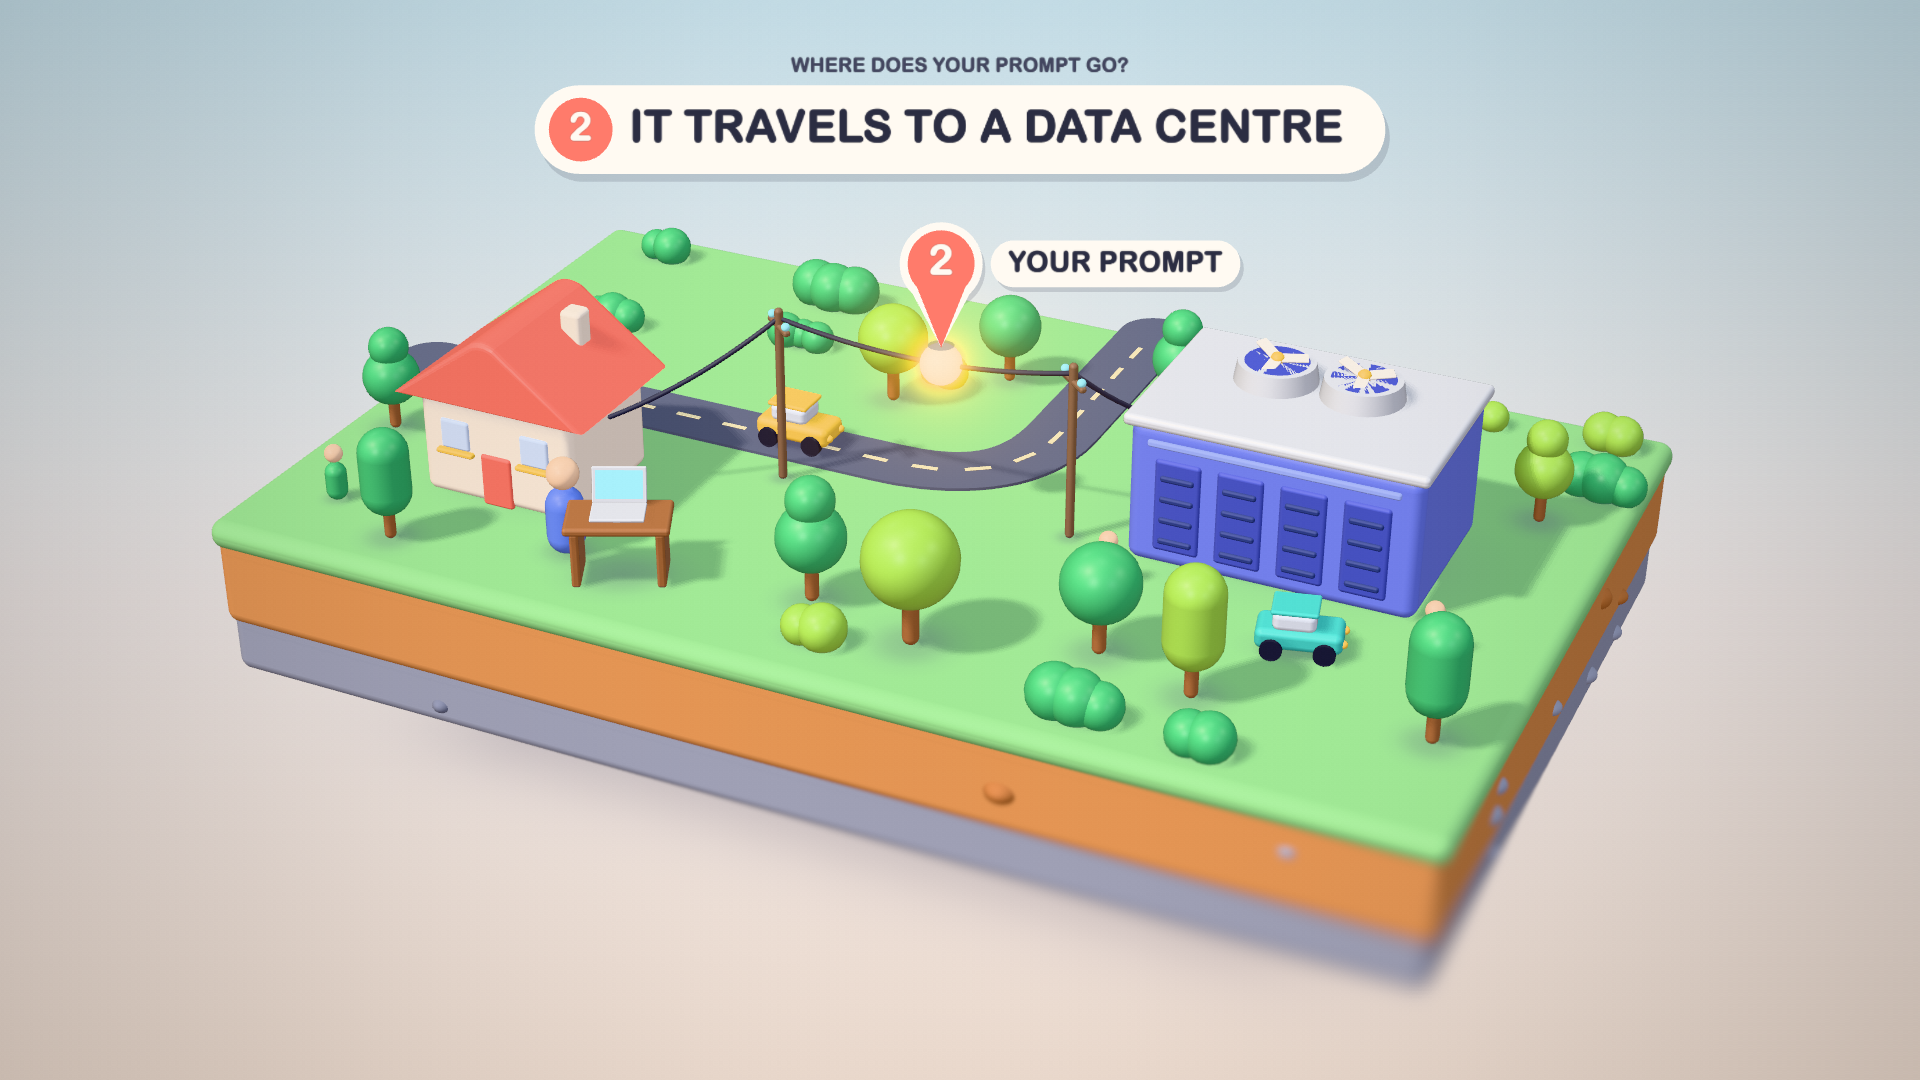 WHERE DOES YOUR PROMPT GO?
2 IT TRAVELS TO A DATA CENTRE
2 YOUR PROMPT